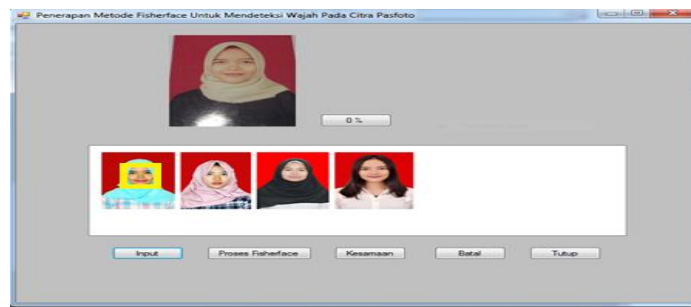 Penerapan Metode Fisherface Untuk Mendeteksi Wajah Pada Citra Pasfoto
0 %
Input
Proses Fisherface
Kesamaan
Batal
Tutup